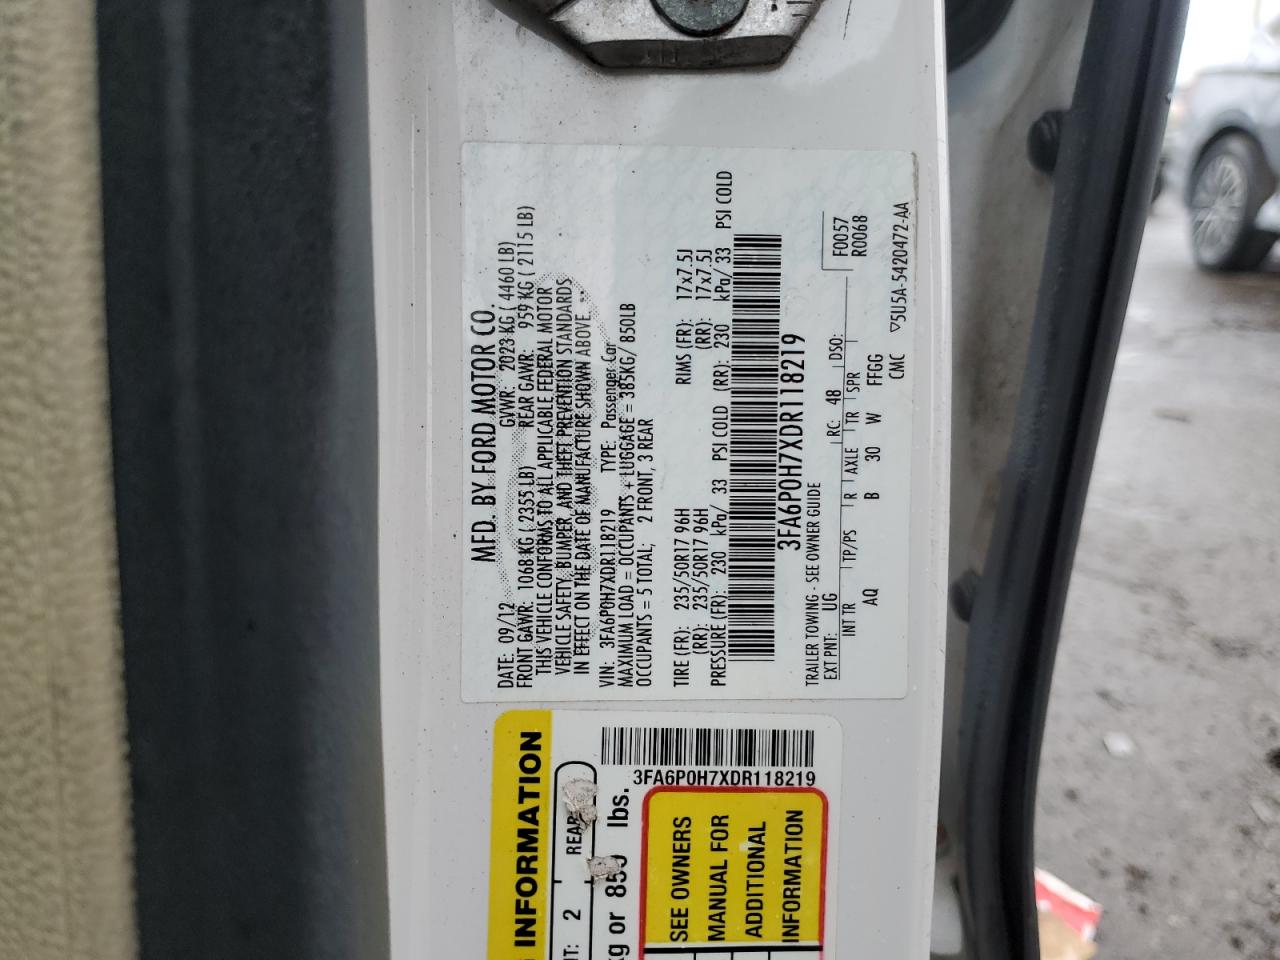 MFD. BY FORD MOTOR CO.
DATE: 09/12 GVWR: 2023 KG ( 4460 LB)
FRONT GAWR: 1068 KG ( 2355 LB) REAR GAWR: 959 KG ( 2115 LB)
THIS VEHICLE CONFORMS TO ALL APPLICABLE FEDERAL MOTOR
VEHICLE SAFETY, BUMPER, AND THEFT PREVENTION STANDARDS
IN EFFECT ON THE DATE OF MANUFACTURE SHOWN ABOVE.
VIN: 3FA6P0H7XDR118219 TYPE: Passenger Car
MAXIMUM LOAD = OCCUPANTS + LUGGAGE = 385KG/ 850LB
OCCUPANTS = 5 TOTAL; 2 FRONT, 3 REAR
TIRE (FR): 235/50R17 96H RIMS (FR): 17x7.5J
(RR): 235/50R17 96H (RR): 17x7.5J
PRESSURE (FR): 230 kPa/ 33 PSI COLD (RR): 230 kPa/ 33 PSI COLD
3FA6P0H7XDR118219
TRAILER TOWING - SEE OWNER GUIDE
EXT PNT: UG RC: 48 DSO: F0057
R0068
INT TR TP/PS R AXLE TR SPR
AQ B 30 W FFGG
CMC ▽5U5A-5420472-AA
INFORMATION
NT: 2 REAR
kg or 850 lbs.
3FA6P0H7XDR118219
SEE OWNERS
MANUAL FOR
ADDITIONAL
INFORMATION